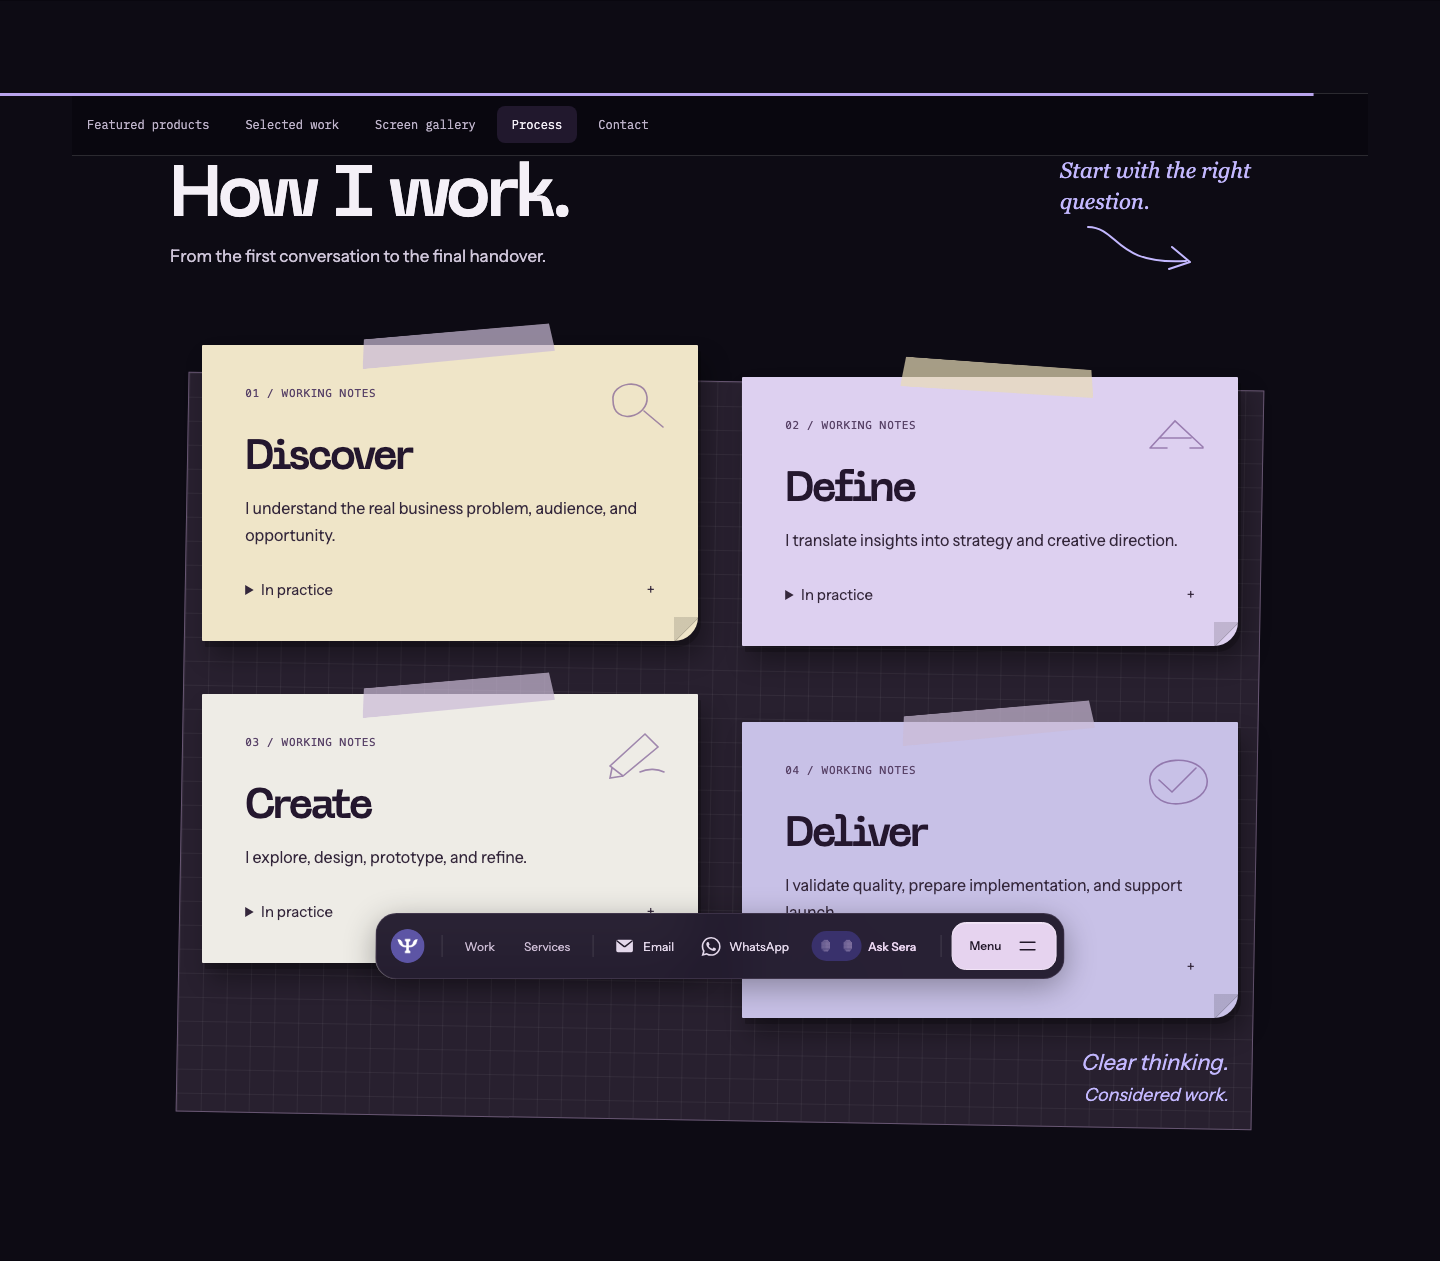 Featured products
Selected work
Screen gallery
Process
Contact
How I work.
From the first conversation to the final handover.
Start with the right
question.
01 / WORKING NOTES
Discover
I understand the real business problem, audience, and
opportunity.
In practice
+
02 / WORKING NOTES
Define
I translate insights into strategy and creative direction.
In practice
+
03 / WORKING NOTES
Create
I explore, design, prototype, and refine.
In practice
+
04 / WORKING NOTES
Deliver
I validate quality, prepare implementation, and support
launch.
+
Work
Services
Email
WhatsApp
Ask Sera
Menu
Clear thinking.
Considered work.